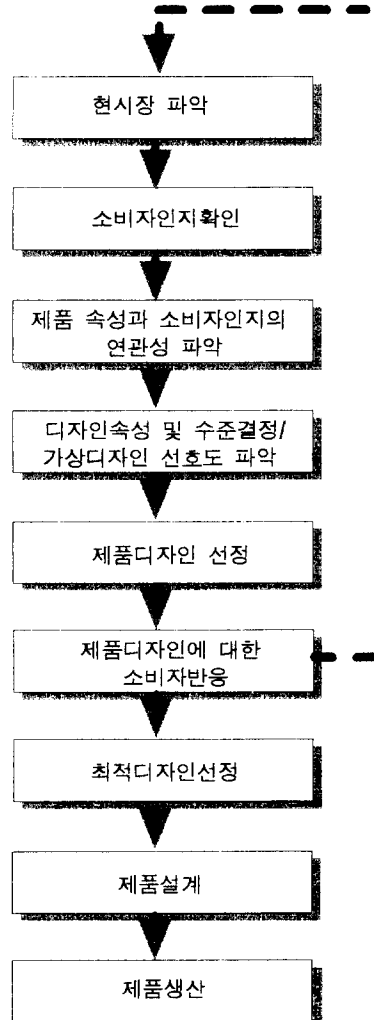 현시장 파악
소비자인지확인
제품 속성과 소비자인지의
연관성 파악
디자인속성 및 수준결정/
가상디자인 선호도 파악
제품디자인 선정
제품디자인에 대한
소비자반응
최적디자인선정
제품설계
제품생산